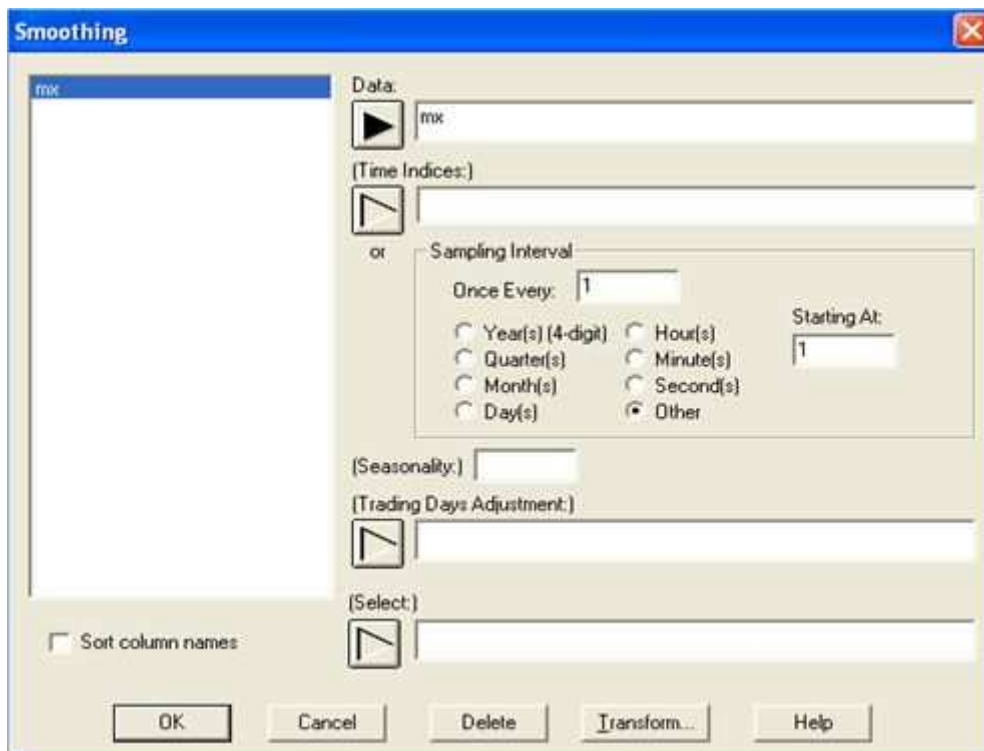 Smoothing
mx
Data:
mx
(Time Indices:)
or
Sampling Interval
Once Every: 1
Year(s) (4-digit)
Hour(s)
Starting At:
Quarter(s)
Minute(s)
1
Month(s)
Second(s)
Day(s)
Other
(Seasonality:)
(Trading Days Adjustment:)
(Select:)
Sort column names
OK
Cancel
Delete
Transform...
Help